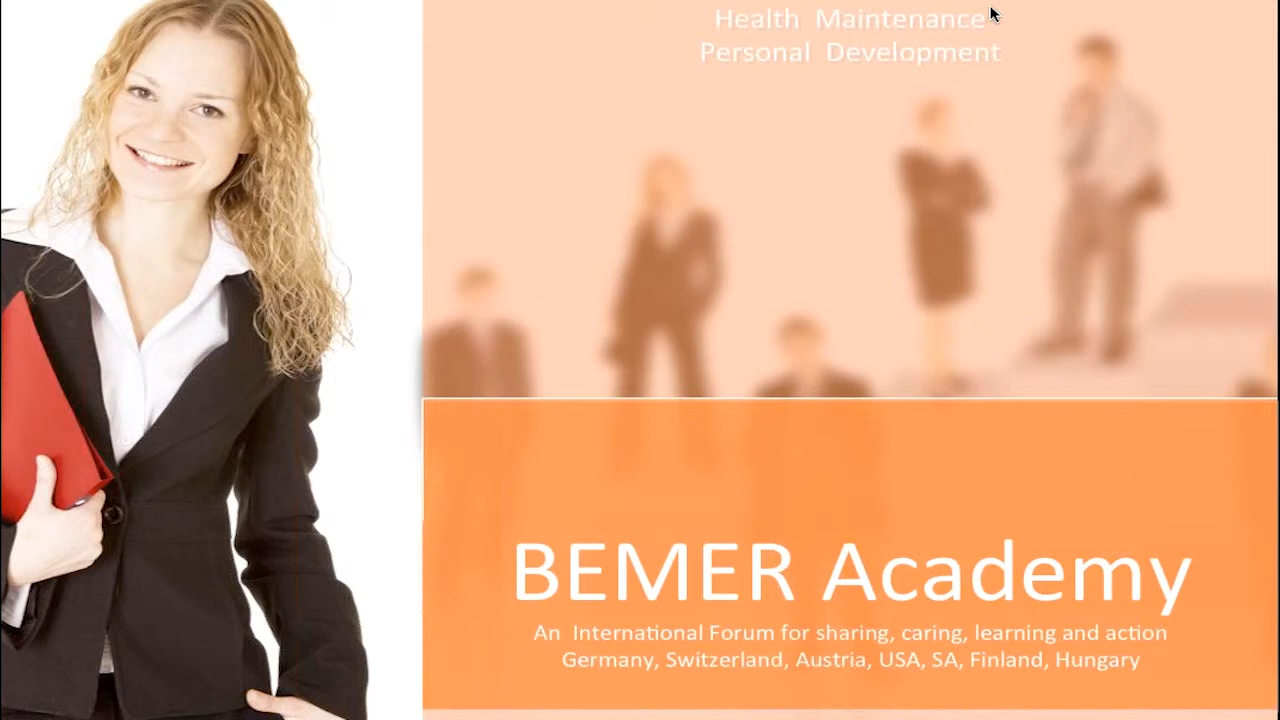 Health Maintenance
Personal Development
BEMER Academy
An International Forum for sharing, caring, learning and action
Germany, Switzerland, Austria, USA, SA, Finland, Hungary